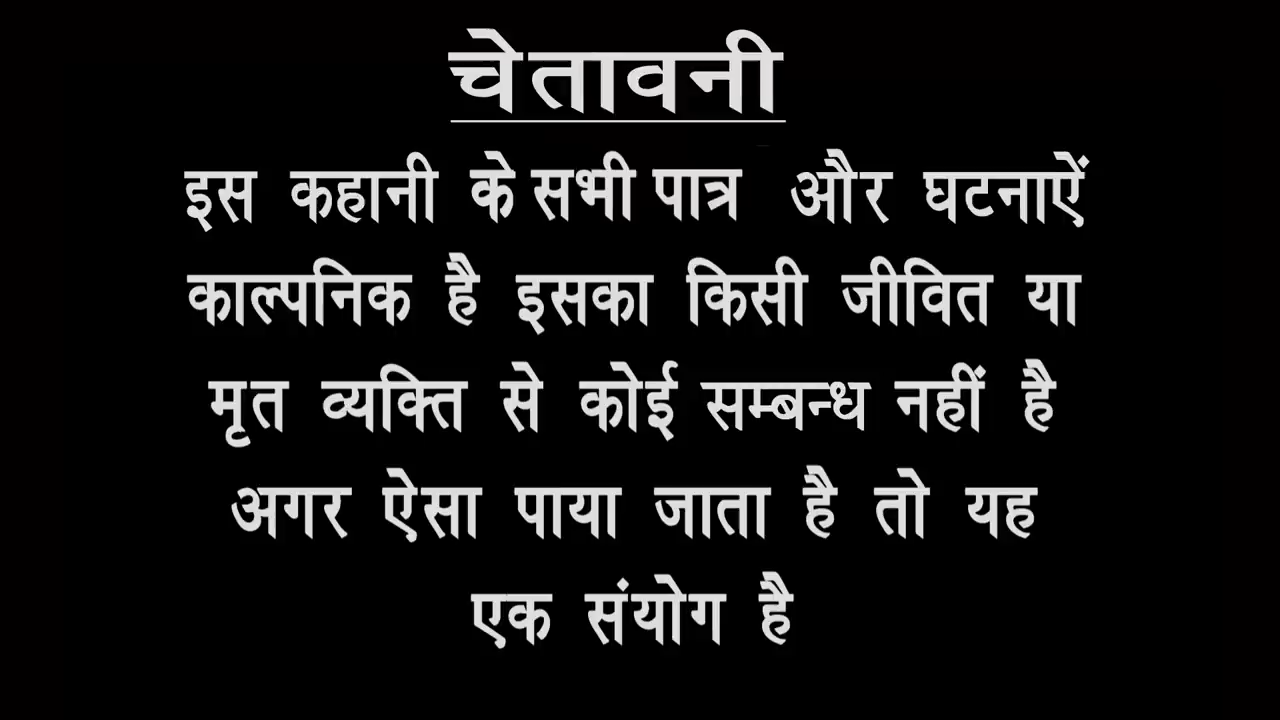 चेतावनी
इस कहानी के सभी पात्र और घटनाऐं
काल्पनिक है इसका किसी जीवित या
मृत व्यक्ति से कोई सम्बन्ध नहीं है
अगर ऐसा पाया जाता है तो यह
एक संयोग है